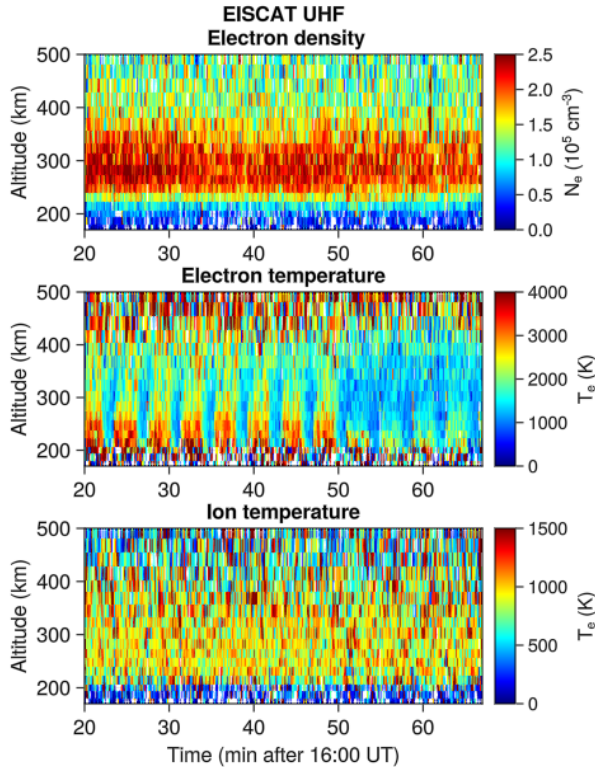 EISCAT UHF
Electron density
500
400
300
200
Altitude (km)
20 30 40 50 60
2.5
2.0
1.5
1.0
0.5
0.0
N_e (10^5 cm^-3)
Electron temperature
500
400
300
200
Altitude (km)
20 30 40 50 60
4000
3000
2000
1000
0
T_e (K)
Ion temperature
500
400
300
200
Altitude (km)
20 30 40 50 60
1500
1000
500
0
T_e (K)
Time (min after 16:00 UT)